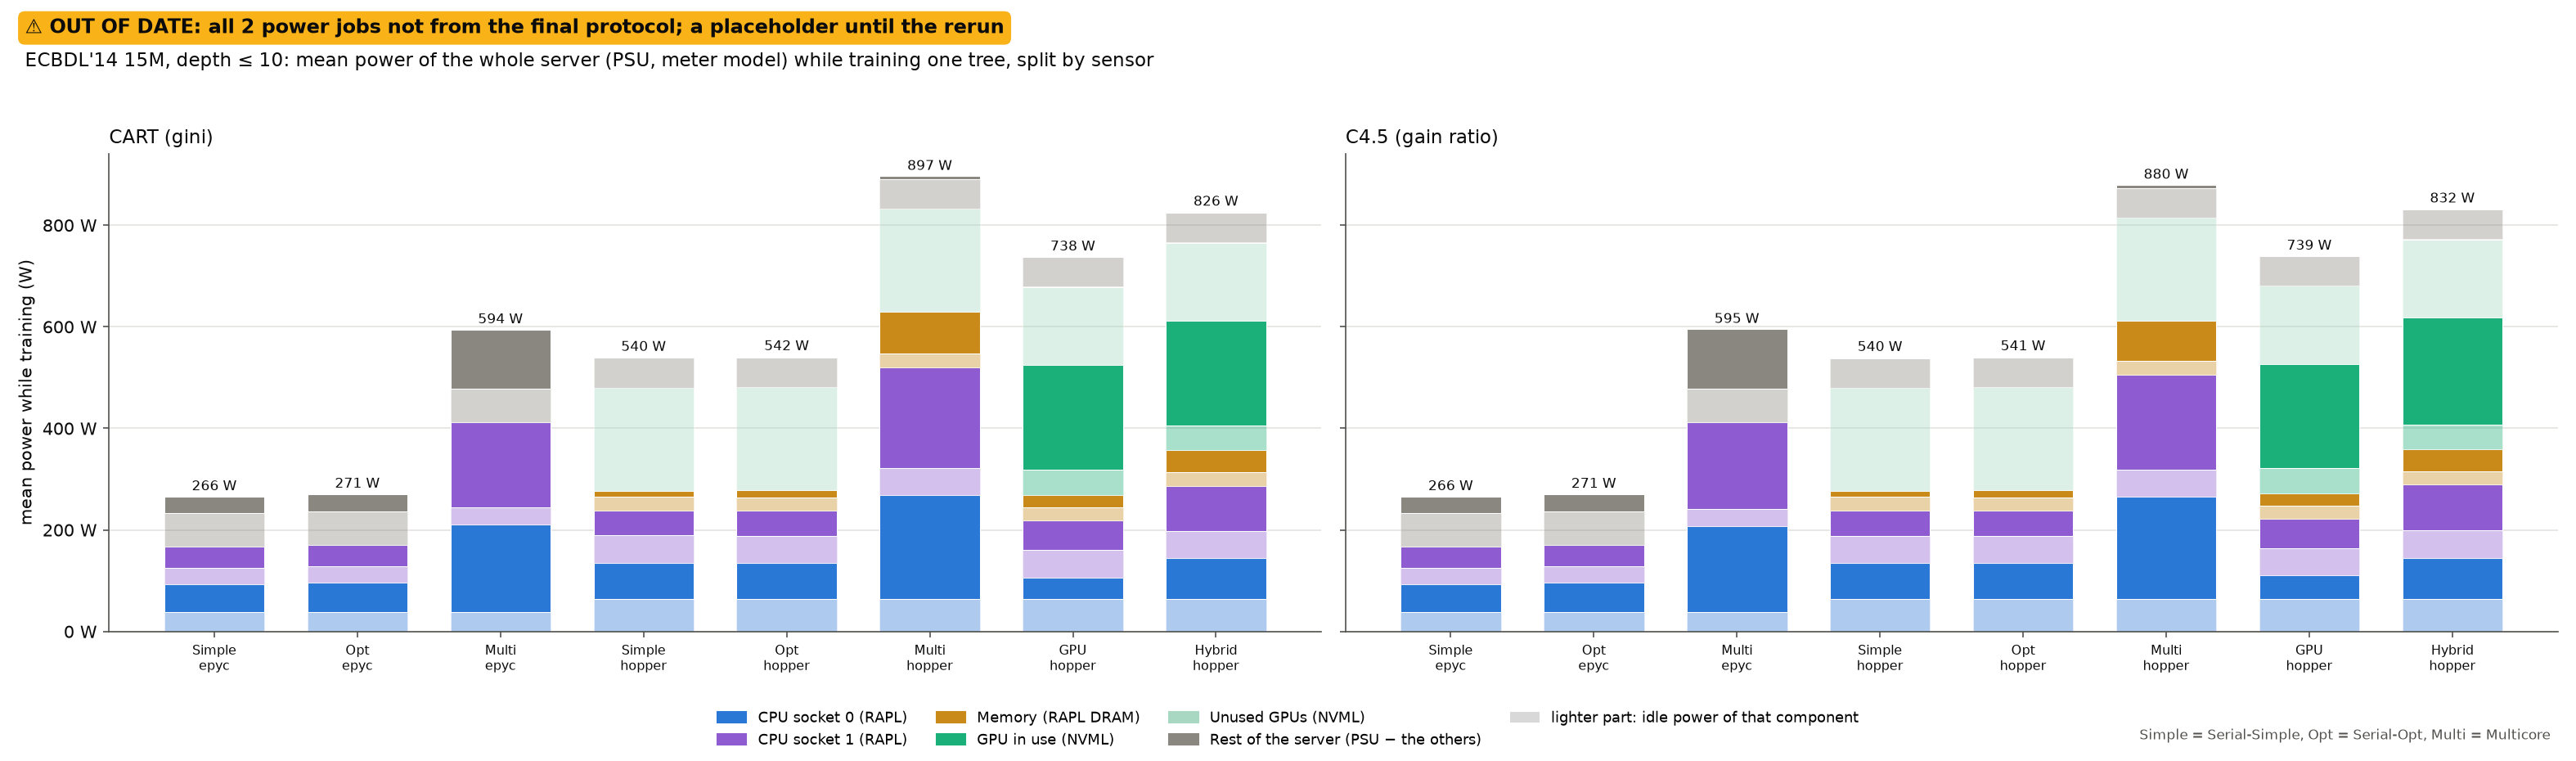 ⚠ OUT OF DATE: all 2 power jobs not from the final protocol; a placeholder until the rerun
ECBDL'14 15M, depth ≤ 10: mean power of the whole server (PSU, meter model) while training one tree, split by sensor
CART (gini)
mean power while training (W)
800 W
600 W
400 W
200 W
0 W
266 W
271 W
594 W
540 W
542 W
897 W
738 W
826 W
Simple epyc
Opt epyc
Multi epyc
Simple hopper
Opt hopper
Multi hopper
GPU hopper
Hybrid hopper
C4.5 (gain ratio)
266 W
271 W
595 W
540 W
541 W
880 W
739 W
832 W
Simple epyc
Opt epyc
Multi epyc
Simple hopper
Opt hopper
Multi hopper
GPU hopper
Hybrid hopper
CPU socket 0 (RAPL)
CPU socket 1 (RAPL)
Memory (RAPL DRAM)
GPU in use (NVML)
Unused GPUs (NVML)
Rest of the server (PSU − the others)
lighter part: idle power of that component
Simple = Serial-Simple, Opt = Serial-Opt, Multi = Multicore